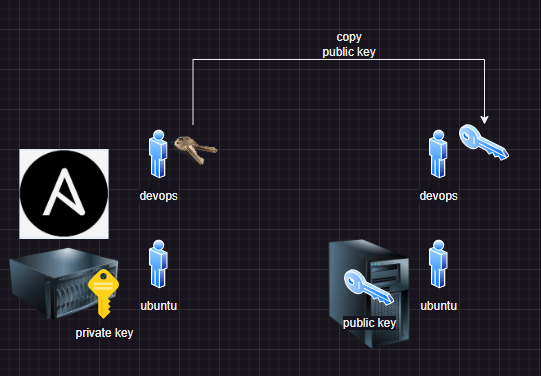 copy
public key
devops
devops
ubuntu
ubuntu
public key
private key